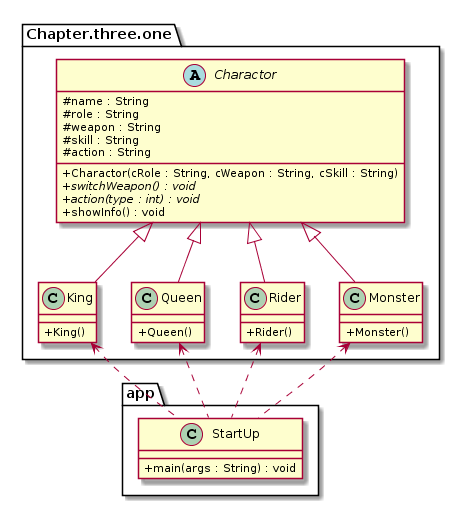 Chapter.three.one
A Charactor
#name : String
#role : String
#weapon : String
#skill : String
#action : String
+Charactor(cRole : String, cWeapon : String, cSkill : String)
+switchWeapon() : void
+action(type : int) : void
+showInfo() : void
C King
C Queen
C Rider
C Monster
+King()
+Queen()
+Rider()
+Monster()
app
C StartUp
+main(args : String) : void